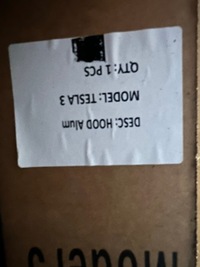 DESC: HOOD Alum
MODEL: TESLA 3
QTY: 1 PCS